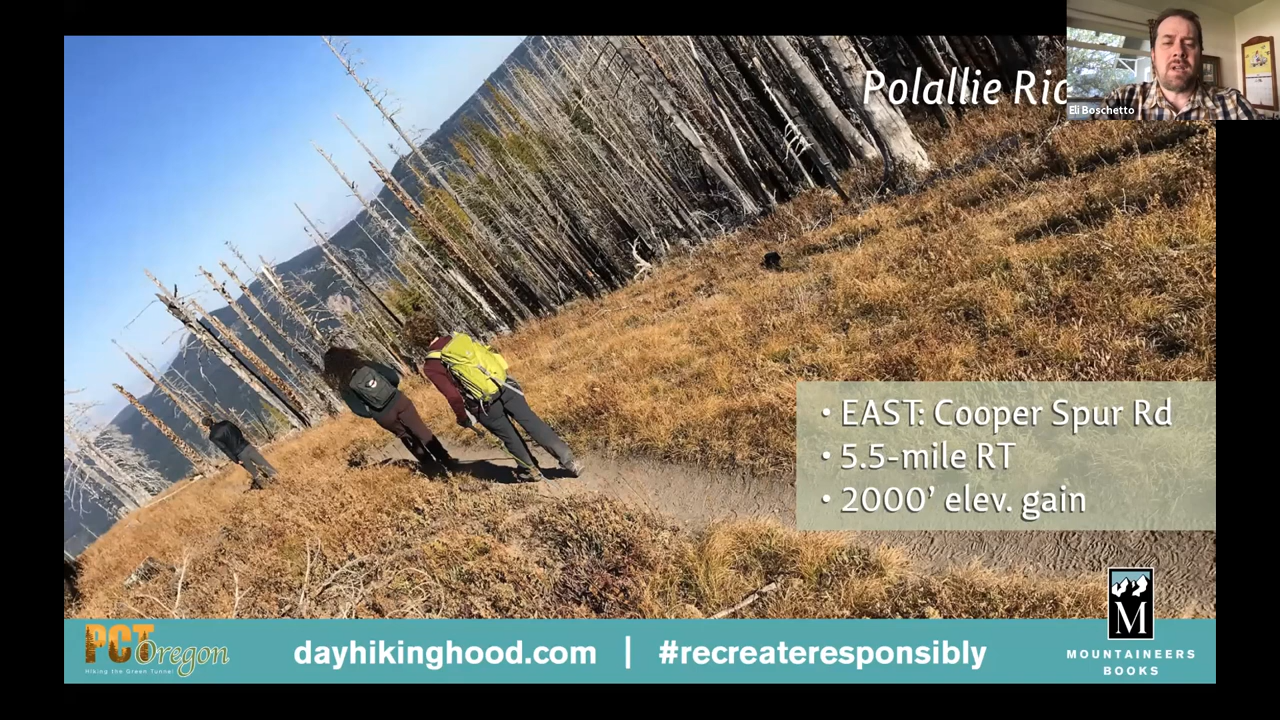 Polallie
Eli Boschetto
• EAST: Cooper Spur Rd
• 5.5-mile RT
• 2000’ elev. gain
PCT Oregon
Hiking the Green Tunnel
dayhikinghood.com | #recreateresponsibly
M
MOUNTAINEERS
BOOKS